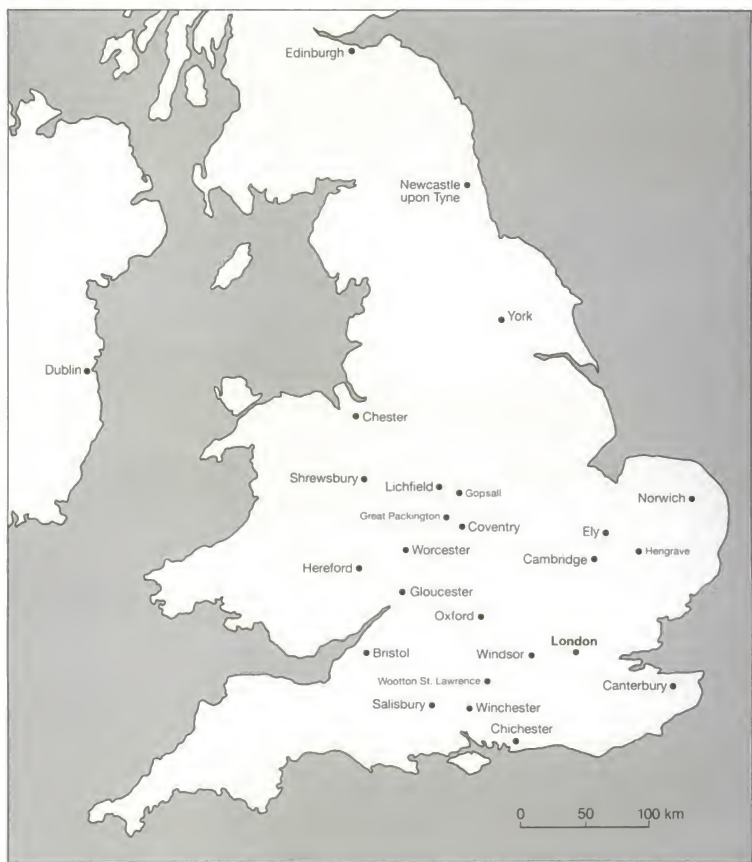 Edinburgh
Newcastle
upon Tyne
York
Dublin
Chester
Shrewsbury
Lichfield
Gopsall
Norwich
Great Packington
Coventry
Ely
Worcester
Cambridge
Hengrave
Hereford
Gloucester
Oxford
London
Bristol
Windsor
Wootton St. Lawrence
Canterbury
Salisbury
Winchester
Chichester
0 50 100 km